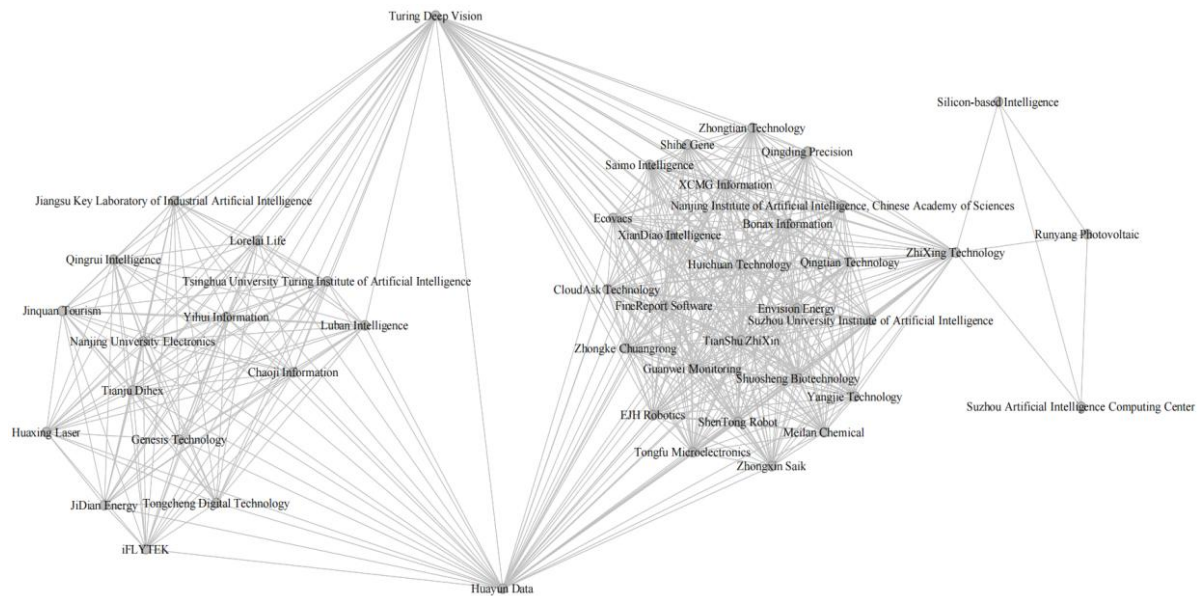 Turing Deep Vision
Silicon-based Intelligence
Zhongtian Technology
Shihe Gene
Qingding Precision
Saimo Intelligence
XCMG Information
Jiangsu Key Laboratory of Industrial Artificial Intelligence
Nanjing Institute of Artificial Intelligence, Chinese Academy of Sciences
Ecovacs
Bonax Information
XianDiao Intelligence
Runyang Photovoltaic
Lorelai Life
ZhiXing Technology
Qingrui Intelligence
Huichuan Technology
Qingtian Technology
Tsinghua University Turing Institute of Artificial Intelligence
CloudAsk Technology
FineReport Software
Envision Energy
Jinquan Tourism
Yihui Information
Suzhou University Institute of Artificial Intelligence
Luban Intelligence
Nanjing University Electronics
TianShu ZhiXin
Zhongke Chuangrong
Guanwei Monitoring
Chaoji Information
Shuosheng Biotechnology
Tianju Dihex
Yangjie Technology
Suzhou Artificial Intelligence Computing Center
EJH Robotics
ShenTong Robot
Huaxing Laser
Meilan Chemical
Genesis Technology
Tongfu Microelectronics
Zhongxin Saik
JiDian Energy
Tongcheng Digital Technology
iFLYTEK
Huayun Data